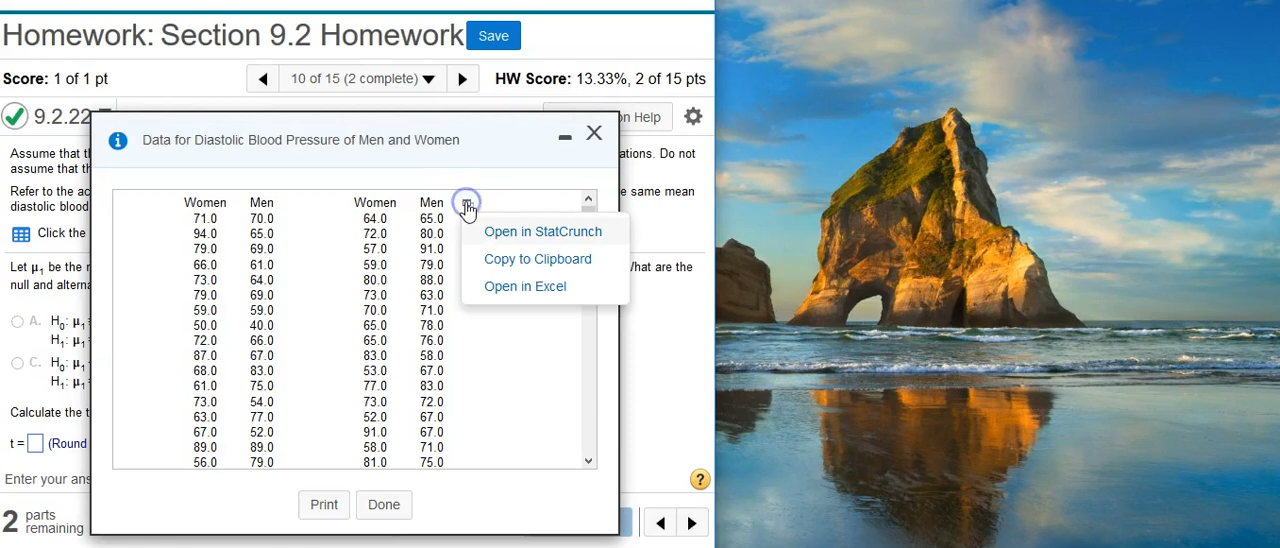 Homework: Section 9.2 Homework Save
Score: 1 of 1 pt 10 of 15 (2 complete) HW Score: 13.33%, 2 of 15 pts
9.2.22 on Help
Data for Diastolic Blood Pressure of Men and Women
Assume that t ations. Do not
assume that th
Refer to the ac e same mean
diastolic blood
Click the
Let μ1 be the r hat are the
null and alterna
A. H0: μ1
H1: μ1
C. H0: μ1
H1: μ1
Calculate the t
t= (Round
Enter your ans
2 parts
remaining
Women Men Women Men
71.0 70.0 64.0 65.0
94.0 65.0 72.0 80.0
79.0 69.0 57.0 91.0
66.0 61.0 59.0 79.0
73.0 64.0 80.0 88.0
79.0 69.0 73.0 63.0
59.0 59.0 70.0 71.0
50.0 40.0 65.0 78.0
72.0 66.0 65.0 76.0
87.0 67.0 83.0 58.0
68.0 83.0 53.0 67.0
61.0 75.0 77.0 83.0
73.0 54.0 73.0 72.0
63.0 77.0 52.0 67.0
67.0 52.0 91.0 67.0
89.0 89.0 58.0 71.0
56.0 79.0 81.0 75.0
Open in StatCrunch
Copy to Clipboard
Open in Excel
Print Done
?